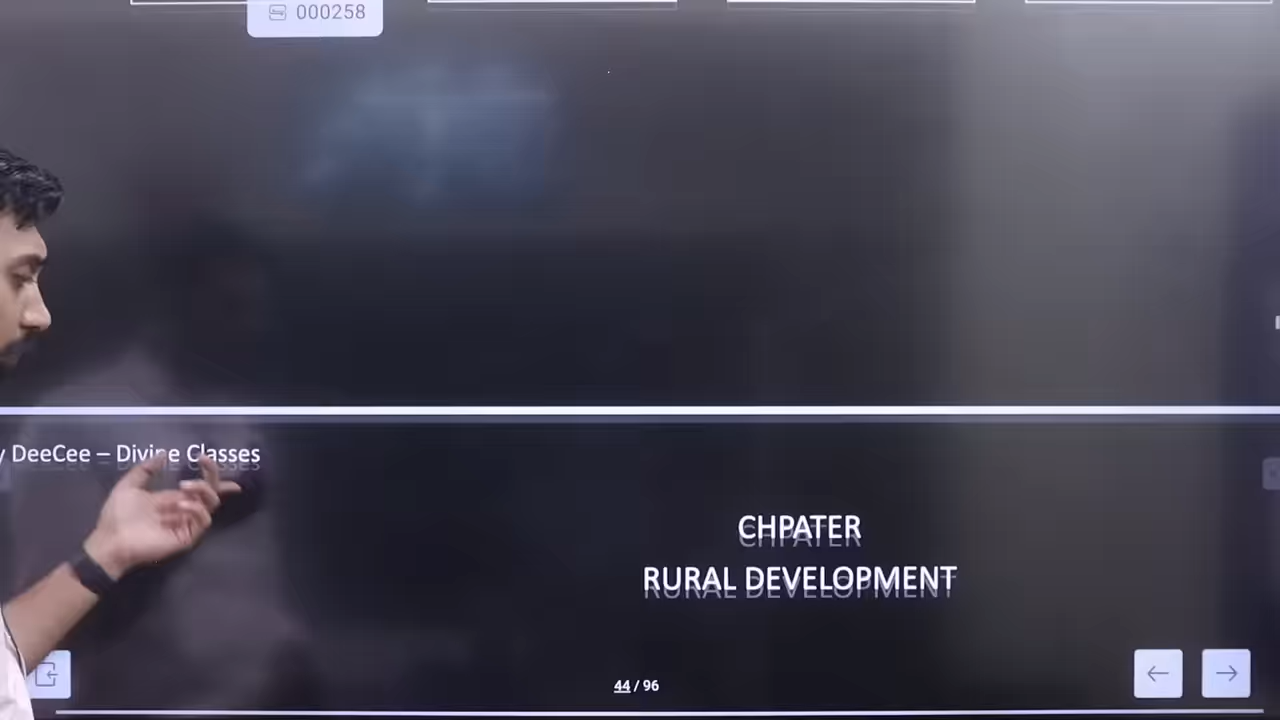 000258
DeeCee – Divine Classes
CHPATER
RURAL DEVELOPMENT
44 / 96